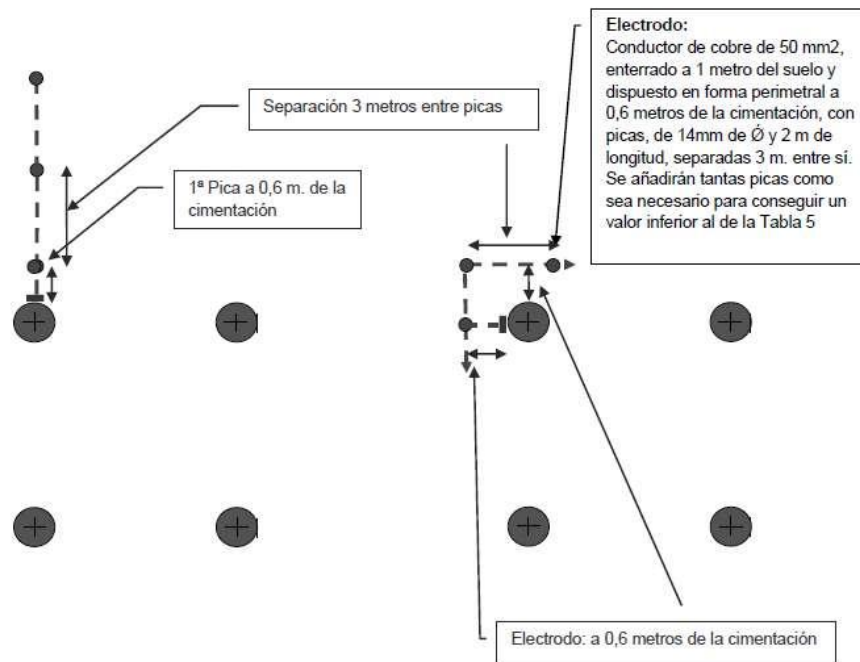 Electrodo:
Conductor de cobre de 50 mm2,
enterrado a 1 metro del suelo y
dispuesto en forma perimetral a
0,6 metros de la cimentación, con
picas, de 14mm de Ǿ y 2 m de
longitud, separadas 3 m. entre sí.
Se añadirán tantas picas como
sea necesario para conseguir un
valor inferior al de la Tabla 5
Separación 3 metros entre picas
1ª Pica a 0,6 m. de la
cimentación
Electrodo: a 0,6 metros de la cimentación